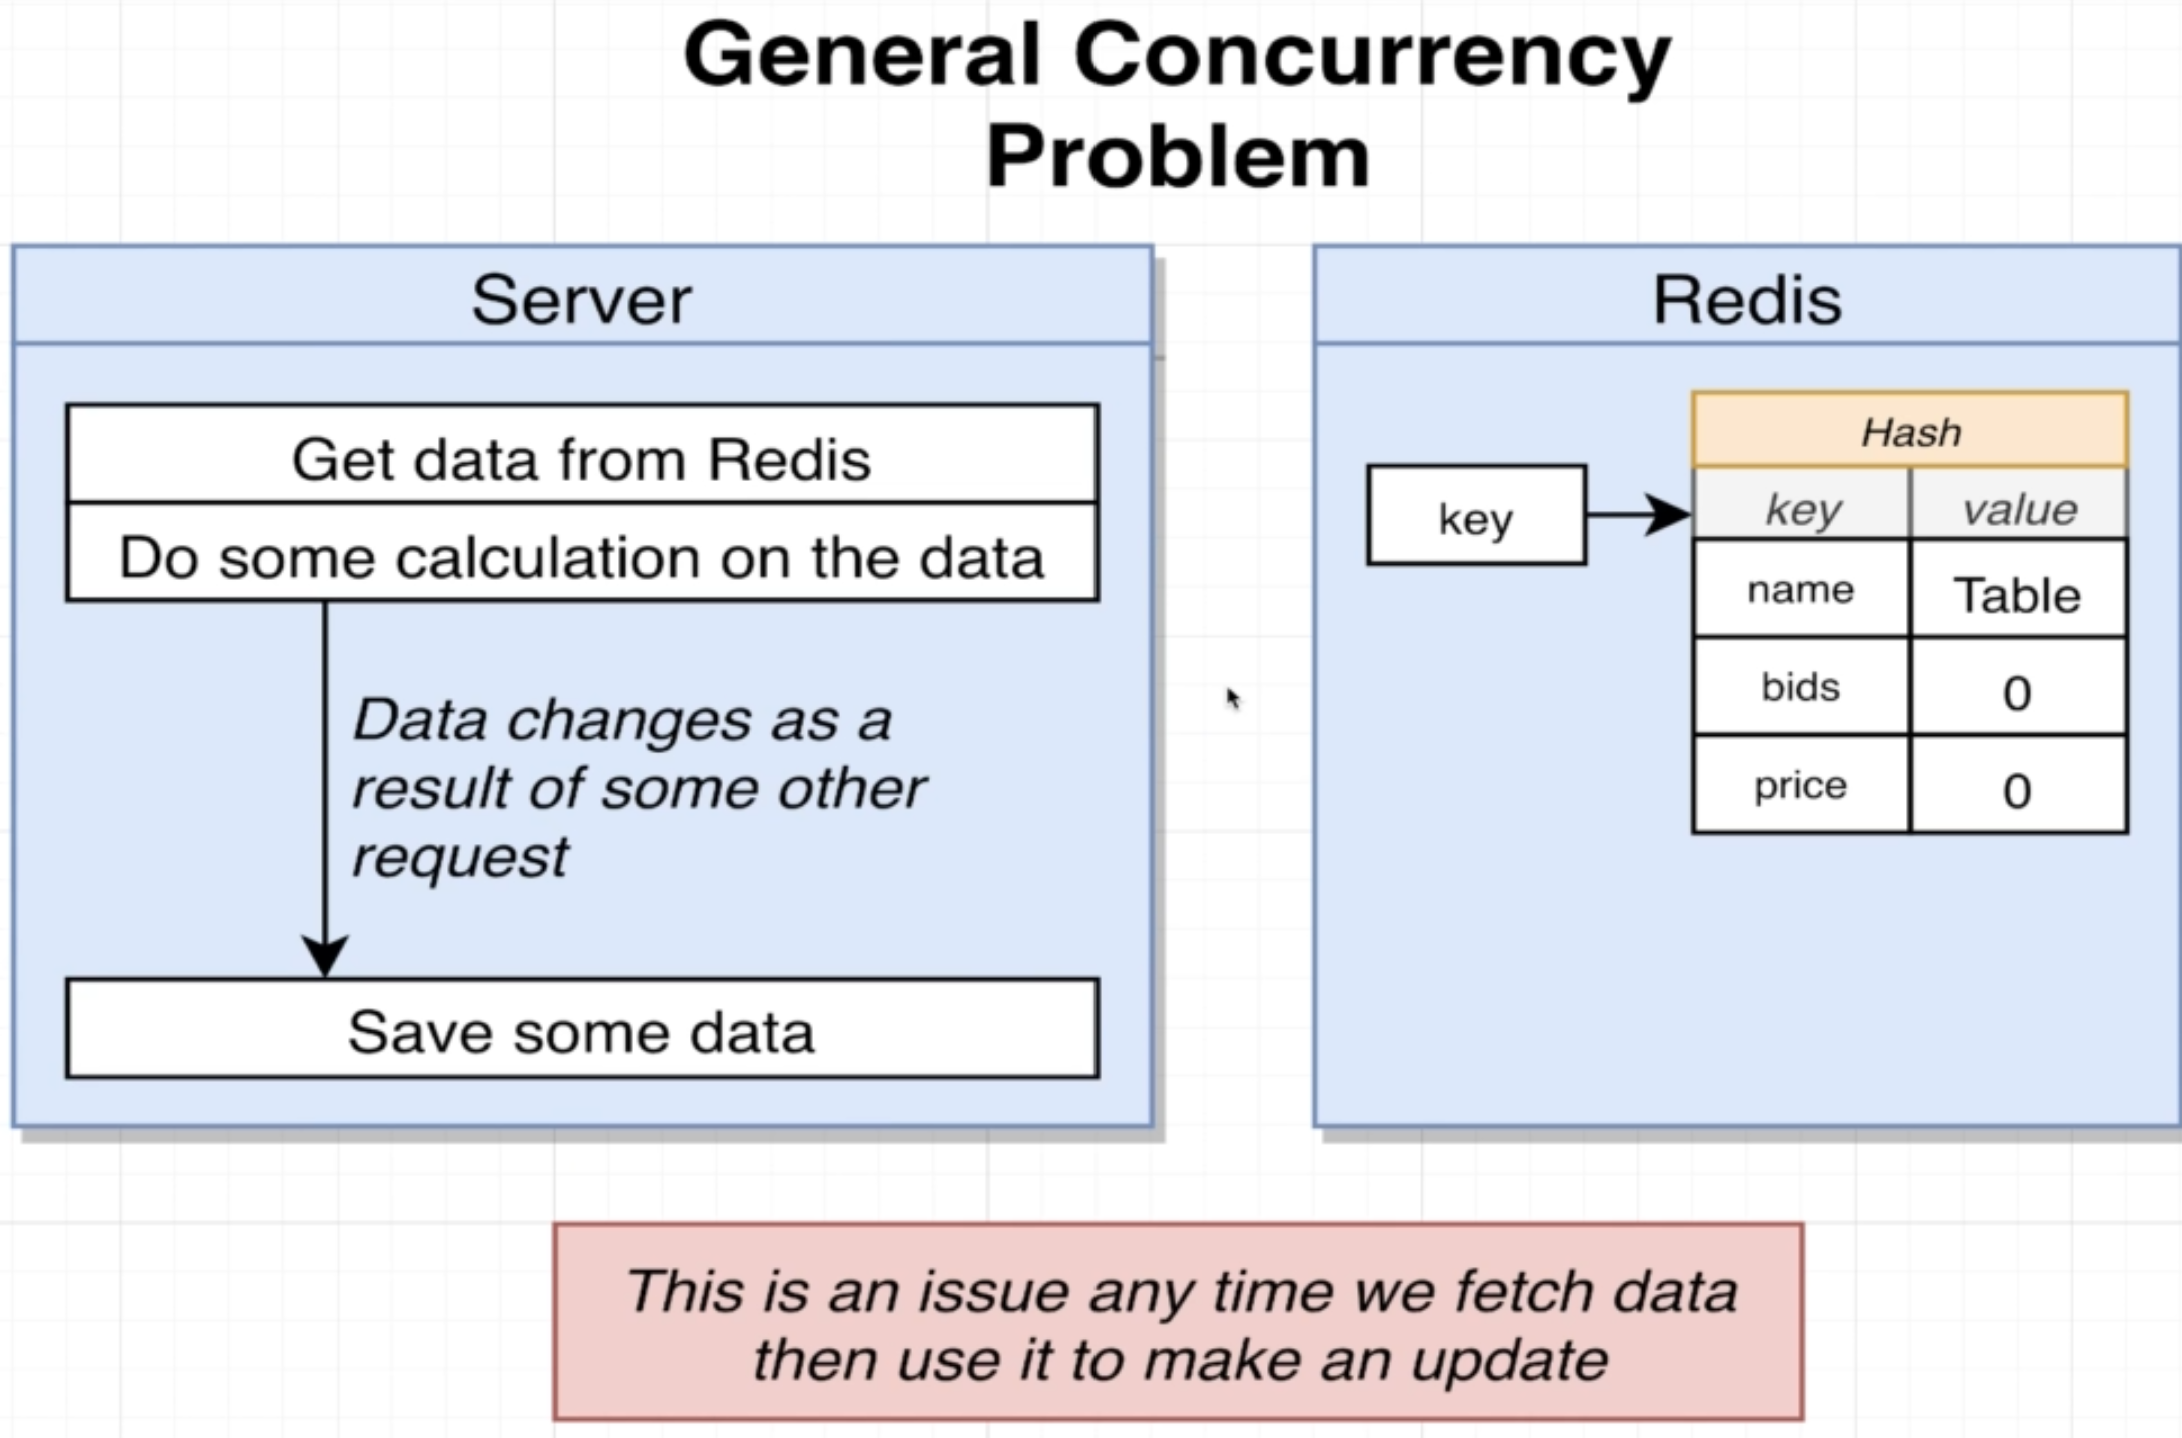 General Concurrency
Problem
Server
Get data from Redis
Do some calculation on the data
Data changes as a
result of some other
request
Save some data
Redis
key
Hash
key value
name Table
bids 0
price 0
This is an issue any time we fetch data
then use it to make an update